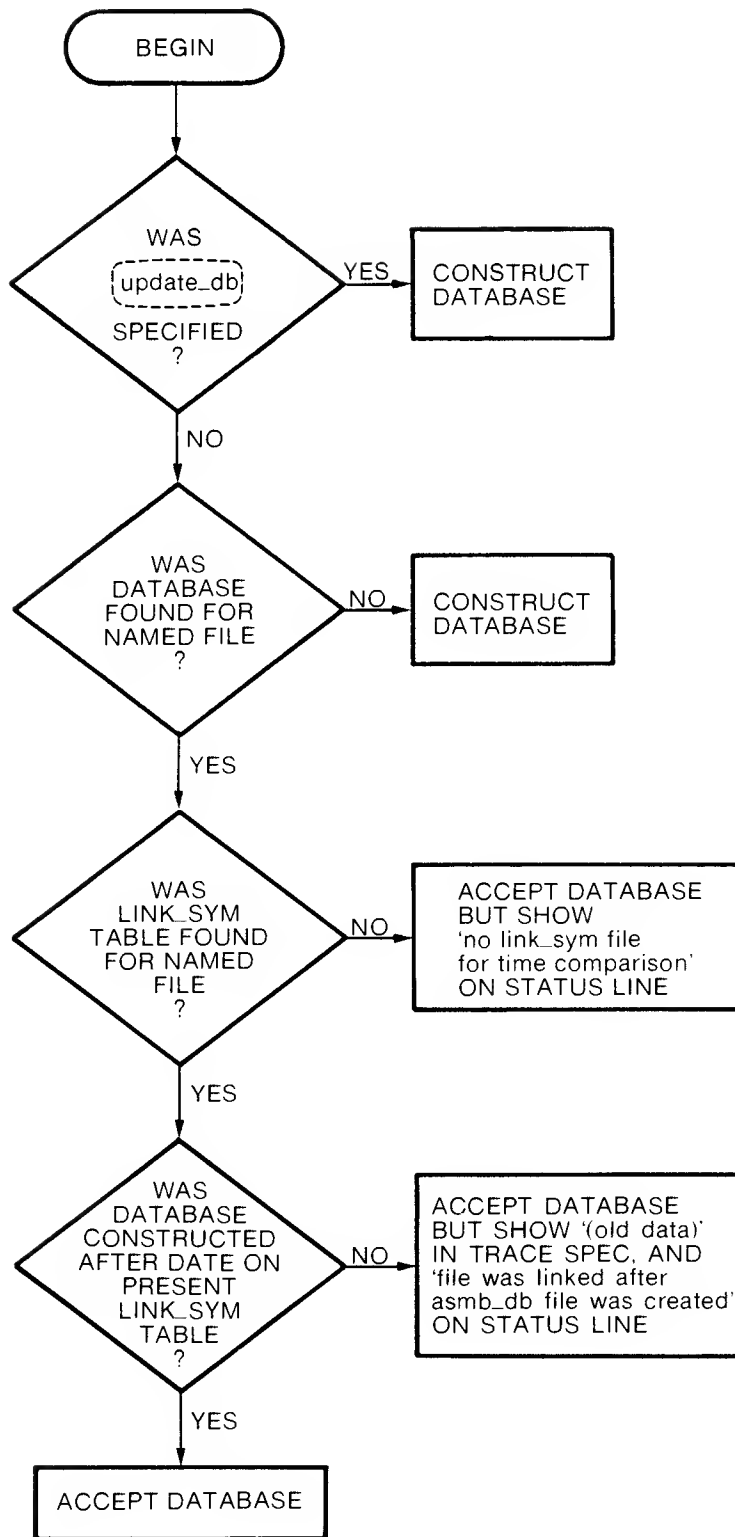 BEGIN
WAS
update_db
SPECIFIED
?
YES
CONSTRUCT
DATABASE
NO
WAS
DATABASE
FOUND FOR
NAMED FILE
?
NO
CONSTRUCT
DATABASE
YES
WAS
LINK_SYM
TABLE FOUND
FOR NAMED
FILE
?
NO
ACCEPT DATABASE
BUT SHOW
'no link_sym file
for time comparison'
ON STATUS LINE
YES
WAS
DATABASE
CONSTRUCTED
AFTER DATE ON
PRESENT
LINK_SYM
TABLE
?
NO
ACCEPT DATABASE
BUT SHOW '(old data)'
IN TRACE SPEC, AND
'file was linked after
asmb_db file was created'
ON STATUS LINE
YES
ACCEPT DATABASE